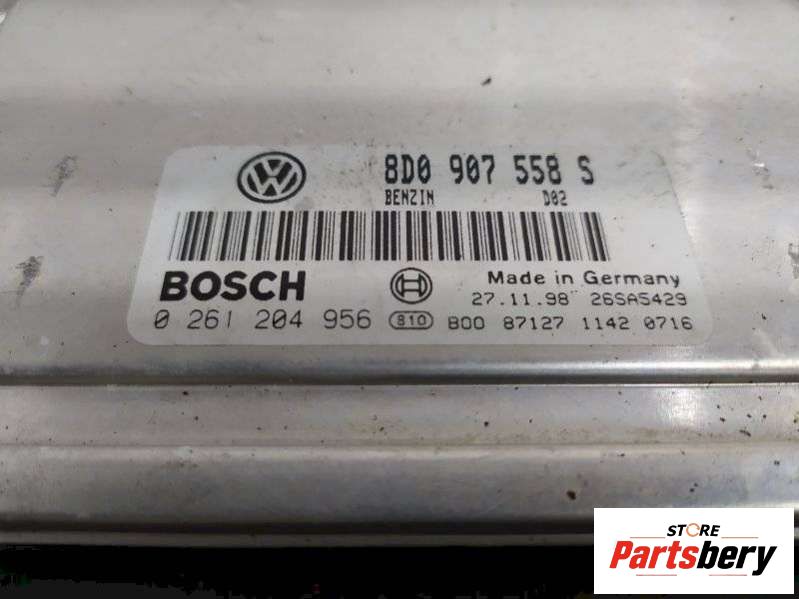 8D0 907 558 S
BENZIN D02
BOSCH
Made in Germany
27.11.98 26SA5429
0 261 204 956 810 B00 87127 1142 0716
STORE
Partsbery